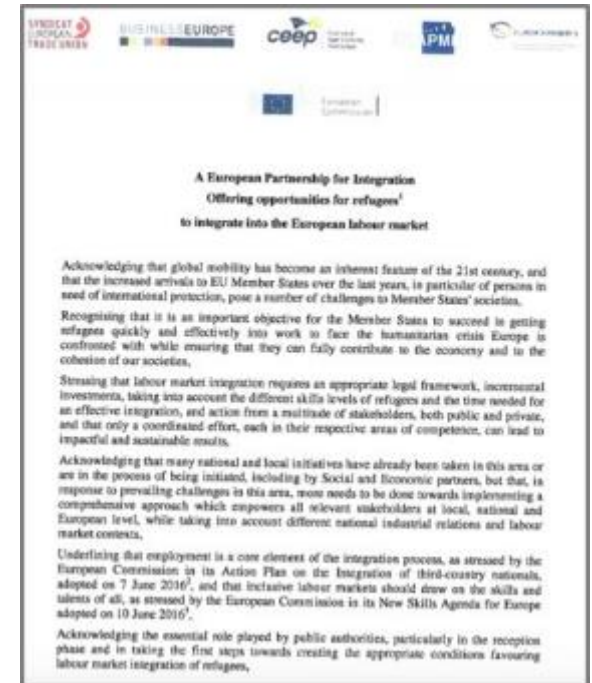 SYNDICAT
EUROPEAN
TRADE UNION
BUSINESSEUROPE
ceep
APME
European
Commission
A European Partnership for Integration
Offering opportunities for refugees¹
to integrate into the European labour market
Acknowledging that global mobility has become an inherent feature of the 21st century, and
that the increased arrivals to EU Member States over the last years, in particular of persons in
need of international protection, pose a number of challenges to Member States' societies,
Recognising that it is an important objective for the Member States to succeed in getting
refugees quickly and effectively into work to face the humanitarian crisis Europe is
confronted with while ensuring that they can fully contribute to the economy and to the
cohesion of our societies,
Stressing that labour market integration requires an appropriate legal framework, incremental
investments, taking into account the different skills levels of refugees and the time needed for
an effective integration, and action from a multitude of stakeholders, both public and private,
and that only a coordinated effort, each in their respective areas of competence, can lead to
impactful and sustainable results,
Acknowledging that many national and local initiatives have already been taken in this area or
are in the process of being initiated, including by Social and Economic partners, but that, in
response to prevailing challenges in this area, more needs to be done towards implementing a
comprehensive approach which empowers all relevant stakeholders at local, national and
European level, while taking into account different national industrial relations and labour
market contexts,
Underlining that employment is a core element of the integration process, as stressed by the
European Commission in its Action Plan on the Integration of third-country nationals,
adopted on 7 June 2016², and that inclusive labour markets should draw on the skills and
talents of all, as stressed by the European Commission in its New Skills Agenda for Europe
adopted on 10 June 2016³,
Acknowledging the essential role played by public authorities, particularly in the reception
phase and in taking the first steps towards creating the appropriate conditions favouring
labour market integration of refugees,